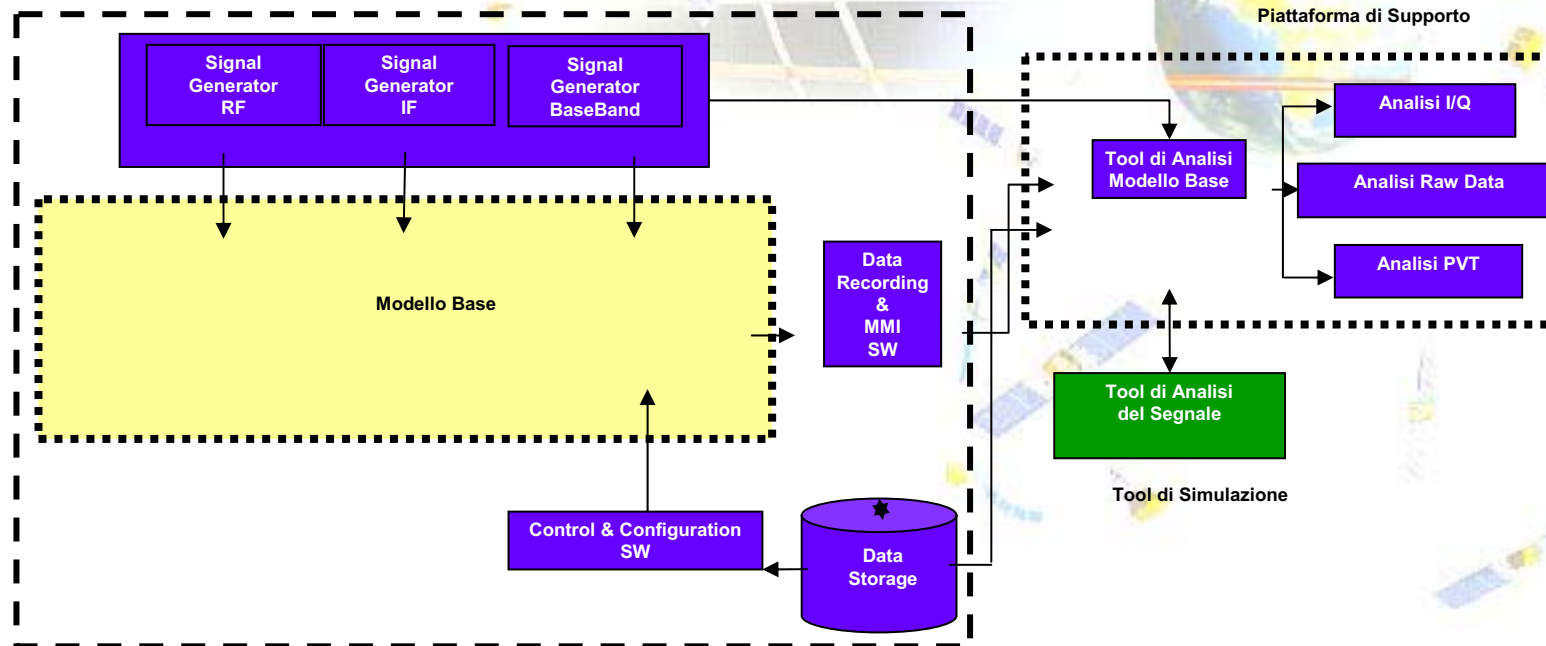 Piattaforma di Supporto
Signal
Generator
RF
Signal
Generator
IF
Signal
Generator
BaseBand
Analisi I/Q
Tool di Analisi
Modello Base
Analisi Raw Data
Analisi PVT
Data
Recording
&
MMI
SW
Modello Base
Tool di Analisi
del Segnale
Tool di Simulazione
Control & Configuration
SW
Data
Storage